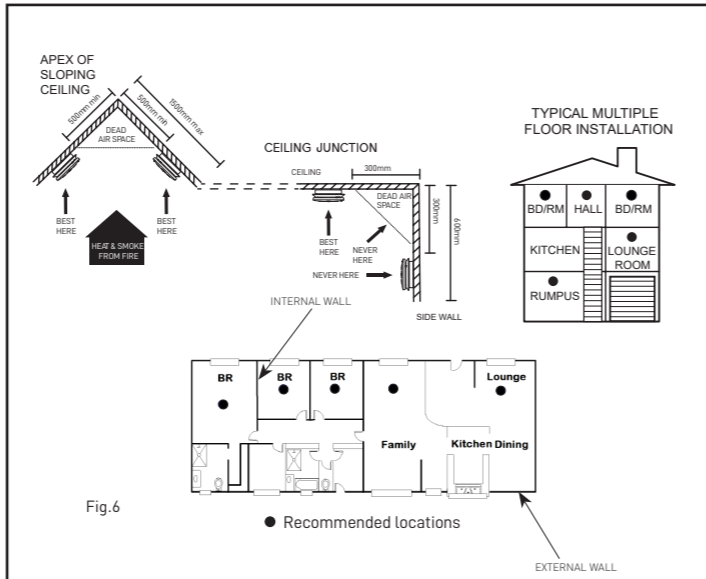 APEX OF
SLOPING
CEILING
500mm min
500mm min
1500mm max
DEAD
AIR SPACE
BEST
HERE
BEST
HERE
HEAT & SMOKE
FROM FIRE
CEILING JUNCTION
CEILING
300mm
DEAD AIR
SPACE
300mm
600mm
BEST
HERE
NEVER
HERE
NEVER HERE
SIDE WALL
TYPICAL MULTIPLE
FLOOR INSTALLATION
BD/RM
HALL
BD/RM
KITCHEN
LOUNGE
ROOM
RUMPUS
INTERNAL WALL
BR
BR
BR
Lounge
Family
Kitchen Dining
Fig.6
Recommended locations
EXTERNAL WALL